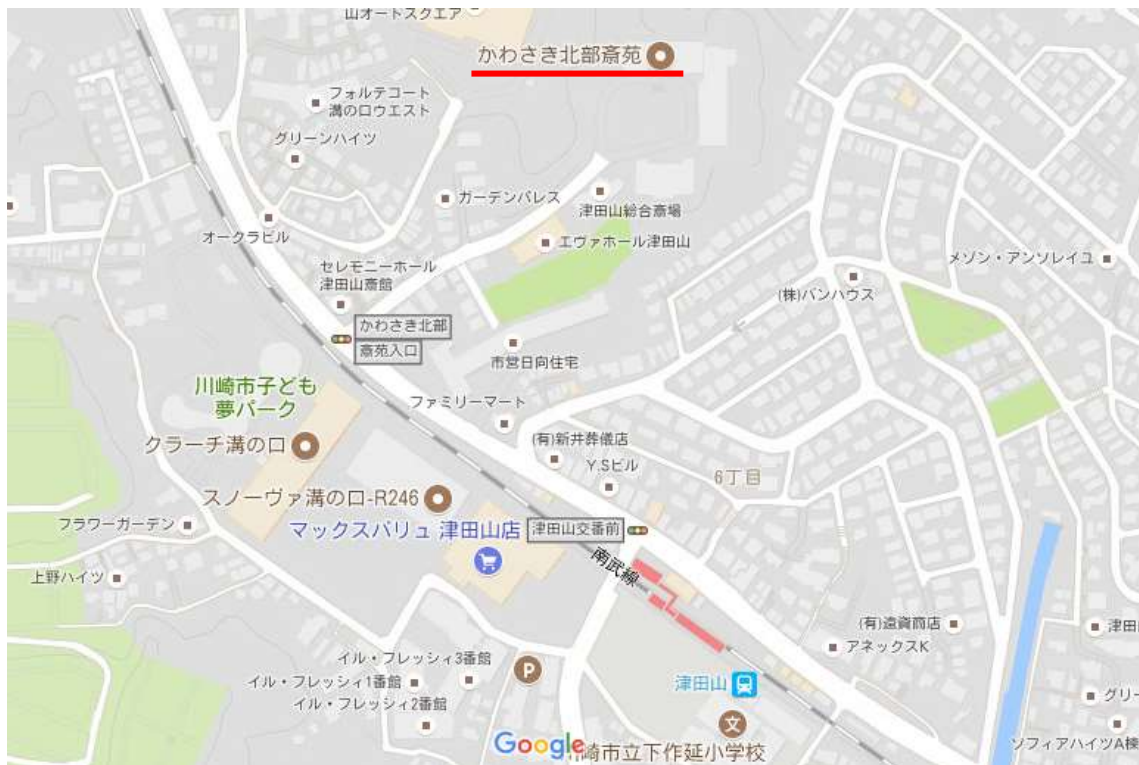 山オートスクエア
かわさき北部斎苑
フォルテコート
溝の口ウエスト
グリーンハイツ
ガーデンパレス
津田山総合斎場
オークラビル
エヴァホール津田山
メゾン・アンソレイユ
セレモニーホール
津田山斎館
(株)バンハウス
かわさき北部
斎苑入口
市営日向住宅
川崎市子ども
夢パーク
ファミリーマート
クラーチ溝の口
(有)新井葬儀店
Y.Sビル
6丁目
スノーヴァ溝の口-R246
フラワーガーデン
マックスバリュ 津田山店
津田山交番前
南武線
上野ハイツ
(有)遠資商店
津田
アネックスK
イル・フレッシィ3番館
イル・フレッシィ1番館
イル・フレッシィ2番館
P
津田山
グリー
文
Google
崎市立下作延小学校
ソフィアハイツA棟